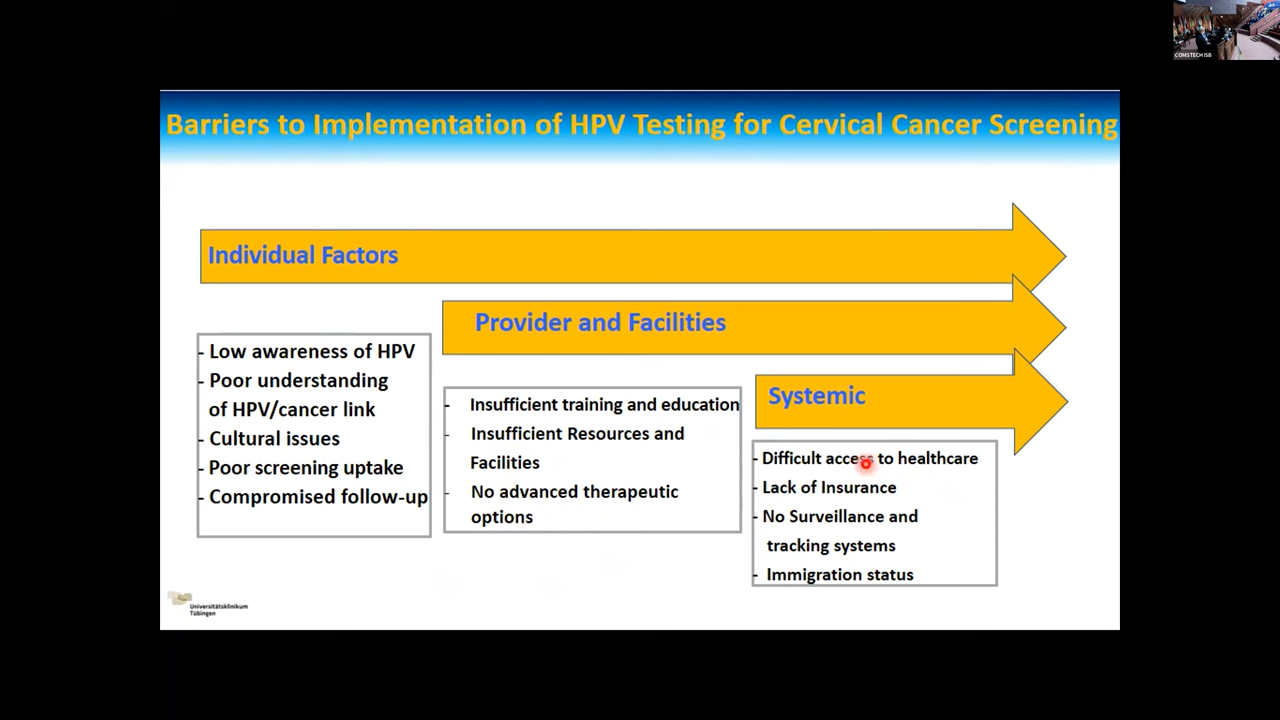 COMSTECH ISB
Barriers to Implementation of HPV Testing for Cervical Cancer Screening
Individual Factors
Provider and Facilities
Systemic
- Low awareness of HPV
- Poor understanding
of HPV/cancer link
- Cultural issues
- Poor screening uptake
- Compromised follow-up
- Insufficient training and education
- Insufficient Resources and
Facilities
- No advanced therapeutic
options
- Difficult access to healthcare
- Lack of Insurance
- No Surveillance and
tracking systems
- Immigration status
Universitätsklinikum
Tübingen